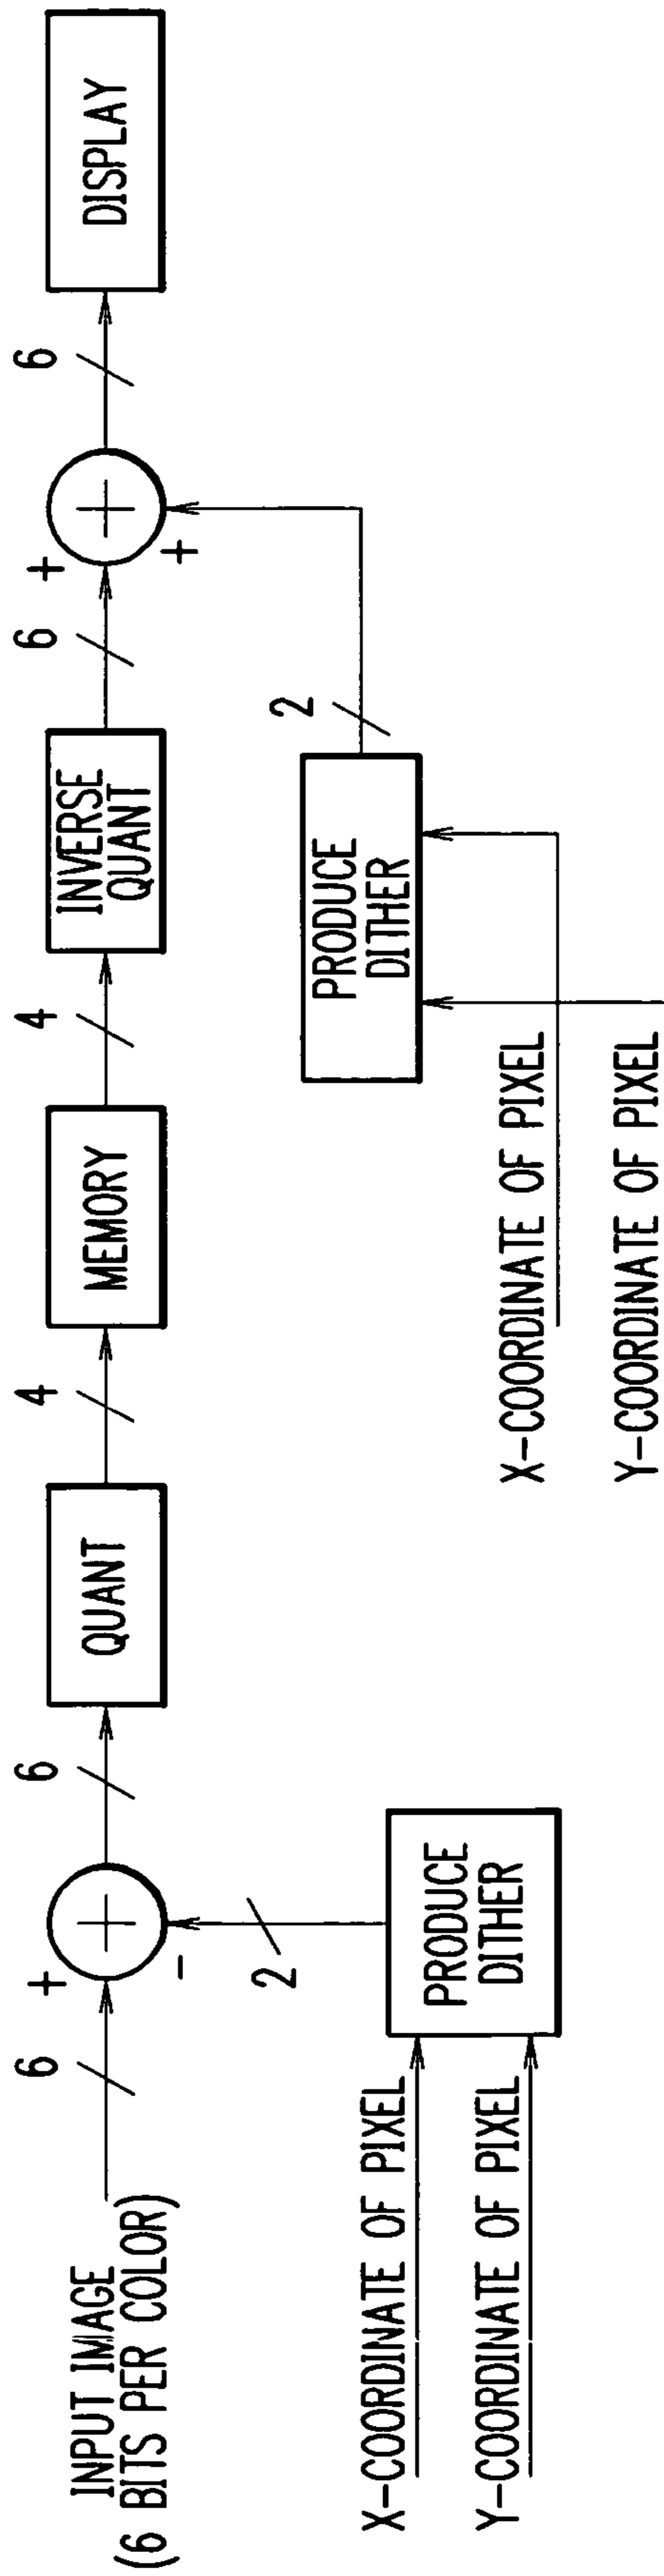 INPUT IMAGE
(6 BITS PER COLOR)
6
+
-
6
QUANT
4
MEMORY
4
INVERSE
QUANT
6
+
+
6
DISPLAY
2
PRODUCE
DITHER
X-COORDINATE OF PIXEL
Y-COORDINATE OF PIXEL
2
PRODUCE
DITHER
X-COORDINATE OF PIXEL
Y-COORDINATE OF PIXEL